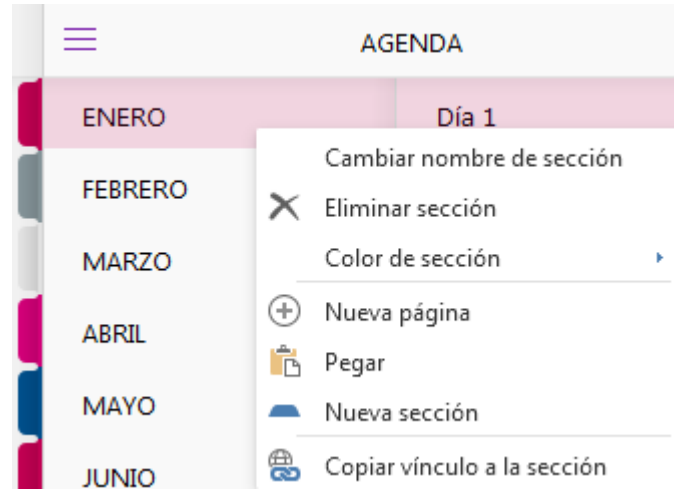 AGENDA
ENERO
Día 1
FEBRERO
MARZO
ABRIL
MAYO
JUNIO
Cambiar nombre de sección
Eliminar sección
Color de sección
Nueva página
Pegar
Nueva sección
Copiar vínculo a la sección